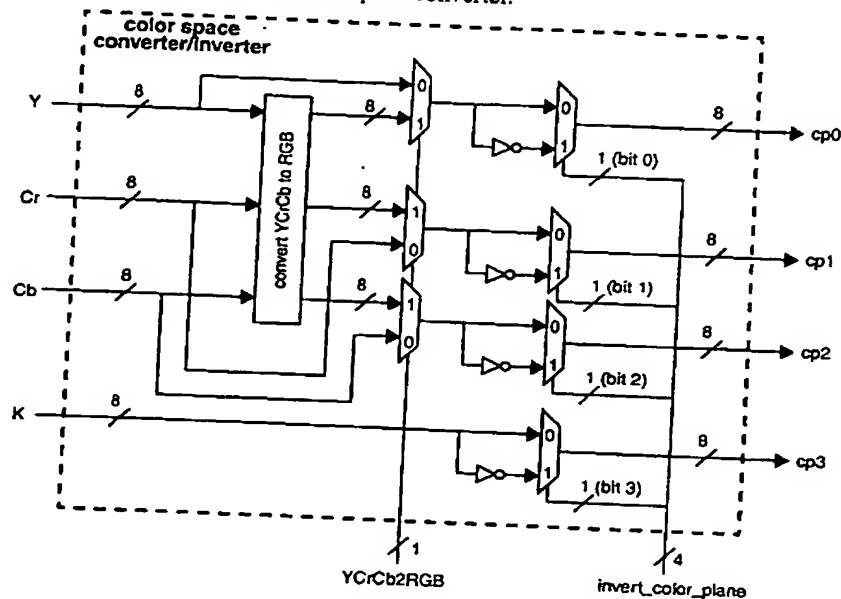 converter.
color space
converter/inverter
Y
8
8
0
1
0
1
8
cp0
1 (bit 0)
Cr
8
convert YCrCb to RGB
8
1
0
0
1
8
cp1
1 (bit 1)
Cb
8
8
1
0
0
1
8
cp2
1 (bit 2)
K
8
0
1
8
cp3
1 (bit 3)
1
YCrCb2RGB
4
invert_color_plane